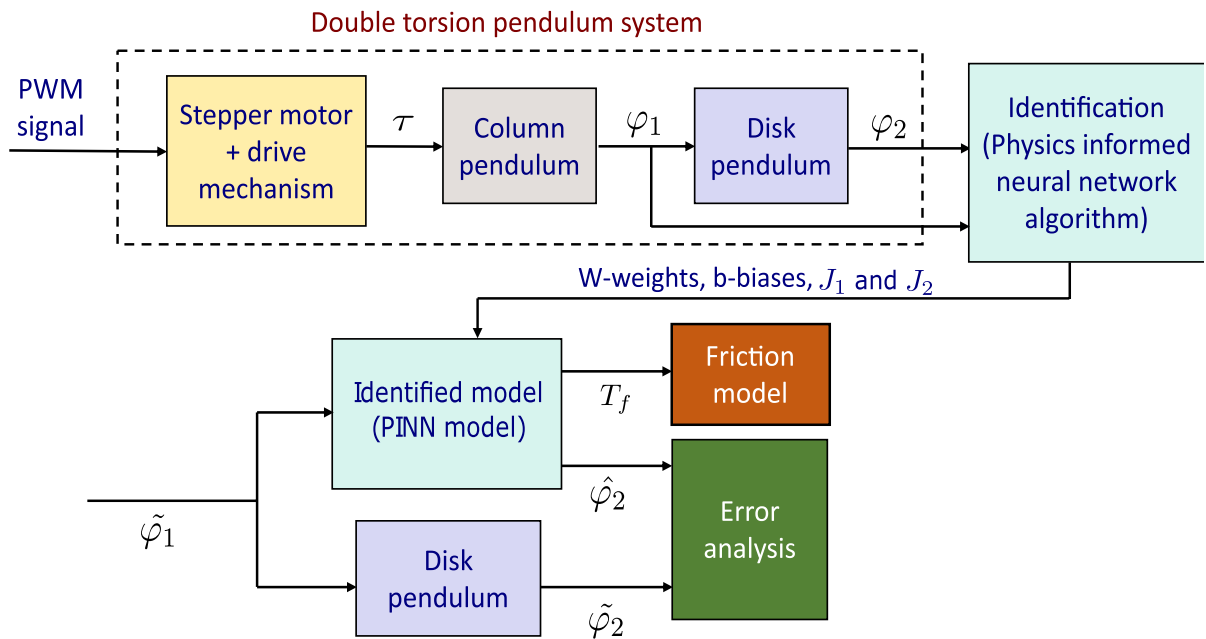 Double torsion pendulum system
PWM
signal
Stepper motor
+ drive
mechanism
τ
Column
pendulum
φ₁
Disk
pendulum
φ₂
Identification
(Physics informed
neural network
algorithm)
W-weights, b-biases, J₁ and J₂
Identified model
(PINN model)
T_f
Friction
model
φ̂₂
Error
analysis
φ̃₁
Disk
pendulum
φ̃₂